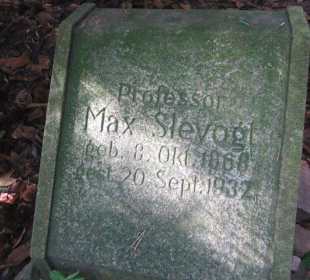 Professor
Max Slevogt
geb. 8. Okt. 1868
gest. 20. Sept. 1932